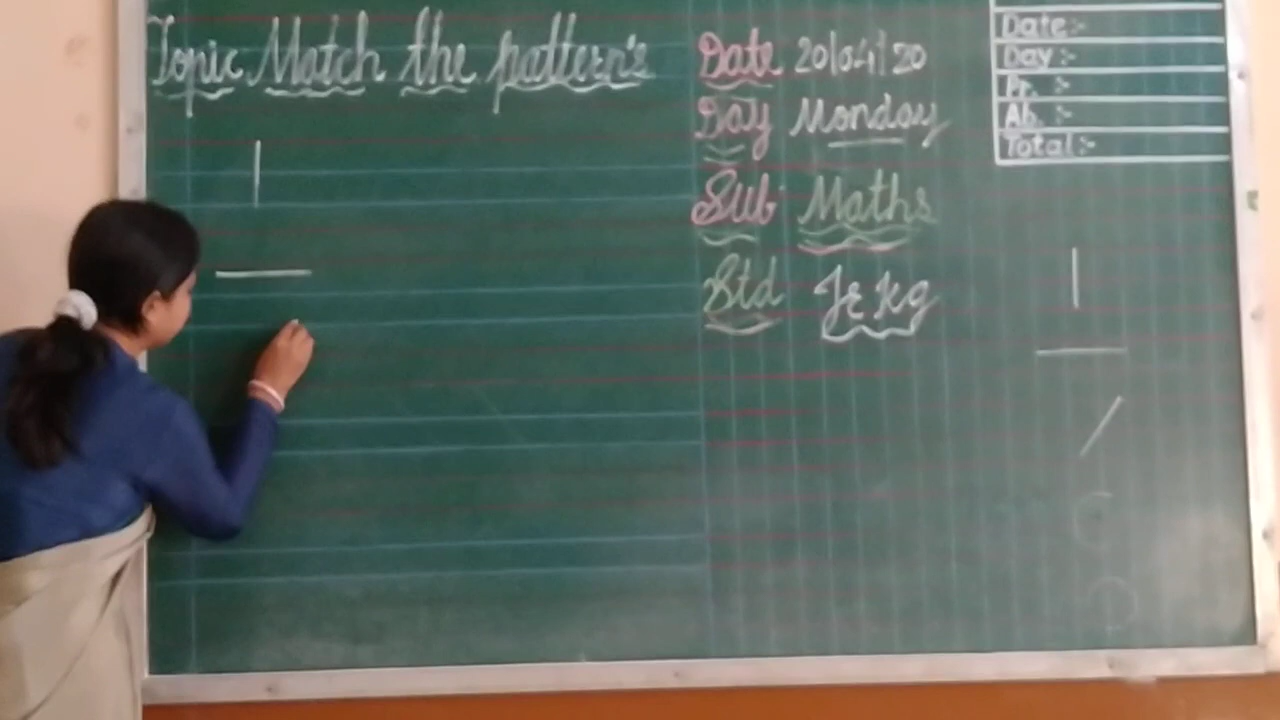 Topic Match the pattern's
Date 20/04/20
Day Monday
Sub Maths
Std Jr Kg
Date:-
Day :-
Pr. :-
Ab. :-
Total:-